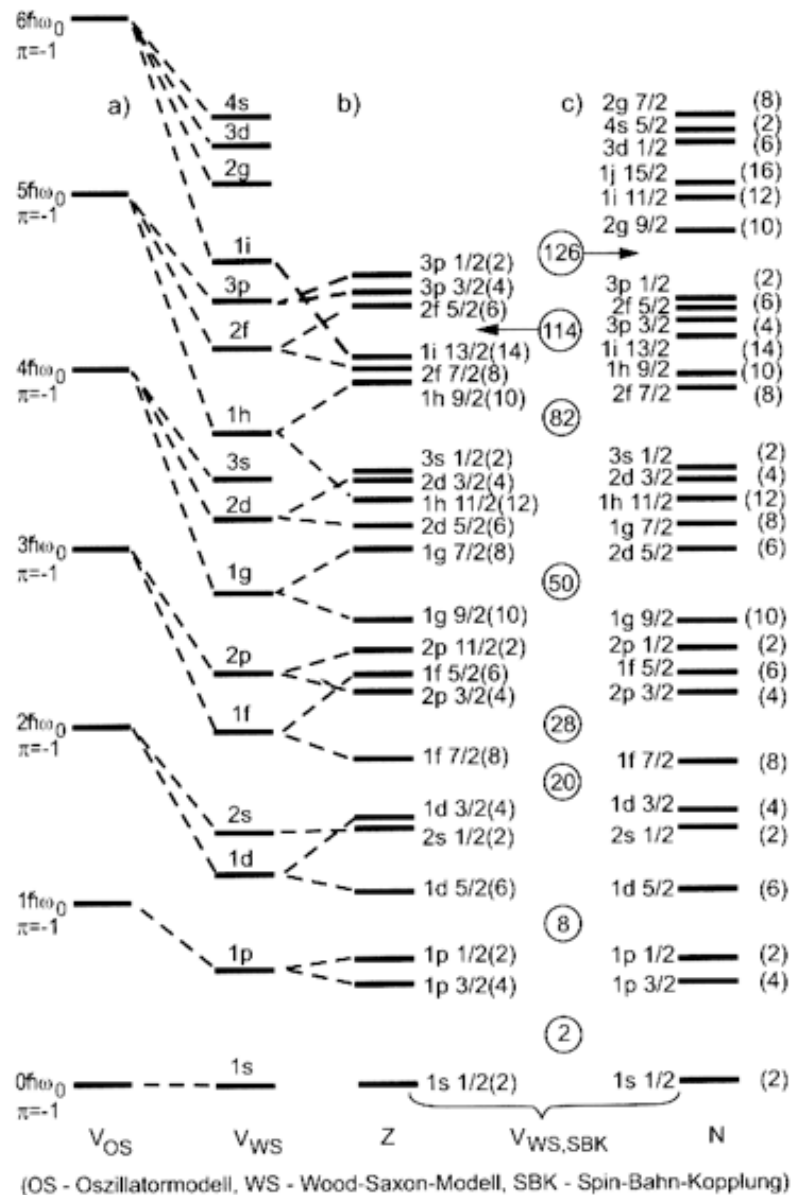 6ħω0
π=-1
a)
b)
c)
4s
3d
2g
5ħω0
π=-1
1i
3p
2f
4ħω0
π=-1
1h
3s
2d
3ħω0
π=-1
1g
2p
1f
2ħω0
π=-1
2s
1d
1ħω0
π=-1
1p
0ħω0
π=-1
1s
3p 1/2(2)
3p 3/2(4)
2f 5/2(6)
1i 13/2(14)
2f 7/2(8)
1h 9/2(10)
3s 1/2(2)
2d 3/2(4)
1h 11/2(12)
2d 5/2(6)
1g 7/2(8)
1g 9/2(10)
2p 11/2(2)
1f 5/2(6)
2p 3/2(4)
1f 7/2(8)
1d 3/2(4)
2s 1/2(2)
1d 5/2(6)
1p 1/2(2)
1p 3/2(4)
1s 1/2(2)
126
114
82
50
28
20
8
2
2g 7/2 (8)
4s 5/2 (2)
3d 1/2 (6)
1j 15/2 (16)
1i 11/2 (12)
2g 9/2 (10)
3p 1/2 (2)
2f 5/2 (6)
3p 3/2 (4)
1i 13/2 (14)
1h 9/2 (10)
2f 7/2 (8)
3s 1/2 (2)
2d 3/2 (4)
1h 11/2 (12)
1g 7/2 (8)
2d 5/2 (6)
1g 9/2 (10)
2p 1/2 (2)
1f 5/2 (6)
2p 3/2 (4)
1f 7/2 (8)
1d 3/2 (4)
2s 1/2 (2)
1d 5/2 (6)
1p 1/2 (2)
1p 3/2 (4)
1s 1/2 (2)
VOS VWS Z VWS,SBK N
(OS - Oszillatormodell, WS - Wood-Saxon-Modell, SBK - Spin-Bahn-Kopplung)